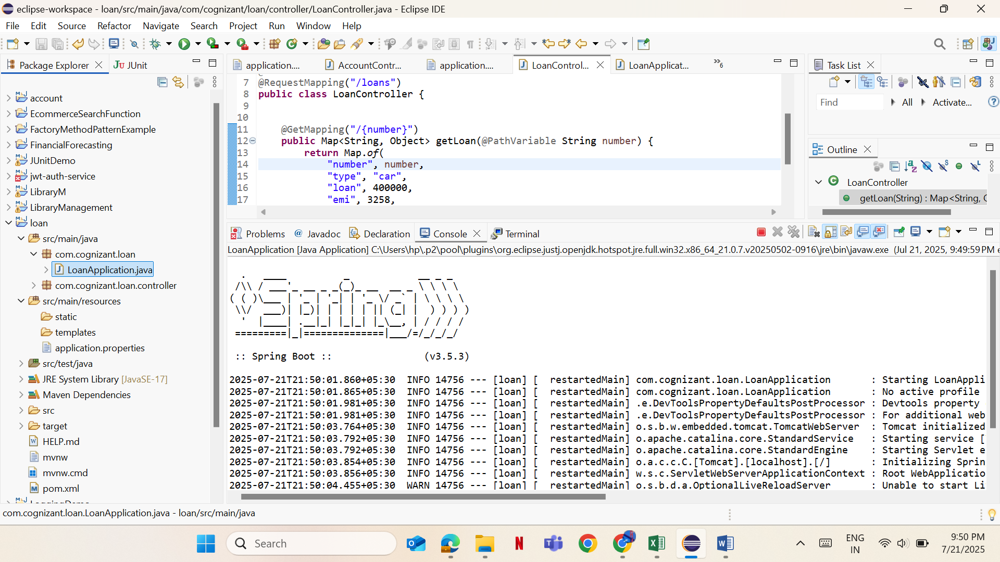 eclipse-workspace - loan/src/main/java/com/cognizant/loan/controller/LoanController.java - Eclipse IDE
File Edit Source Refactor Navigate Search Project Run Window Help
Package Explorer
JUnit
account
EcommerceSearchFunction
FactoryMethodPatternExample
FinancialForecasting
JUnitDemo
jwt-auth-service
LibraryM
LibraryManagement
loan
src/main/java
com.cognizant.loan
LoanApplication.java
com.cognizant.loan.controller
src/main/resources
static
templates
application.properties
src/test/java
JRE System Library [JavaSE-17]
Maven Dependencies
src
target
HELP.md
mvnw
mvnw.cmd
pom.xml
LoggingDemo
application....
AccountContr...
application....
LoanControl...
LoanApplicat...
»6
7 @RequestMapping("/loans")
8 public class LoanController {
9
10
11 @GetMapping("/{number}")
12 public Map<String, Object> getLoan(@PathVariable String number) {
13 return Map.of(
14 "number", number,
15 "type", "car",
16 "loan", 400000,
17 "emi", 3258,
Task List
Find
All
Activate...
Outline
LoanController
getLoan(String) : Map<String, O
Problems
Javadoc
Declaration
Console
Terminal
LoanApplication [Java Application] C:\Users\hp\.p2\pool\plugins\org.eclipse.justj.openjdk.hotspot.jre.full.win32.x86_64_21.0.7.v20250502-0916\jre\bin\javaw.exe (Jul 21, 2025, 9:49:59 PM e
Spring
:: Spring Boot :: (v3.5.3)
2025-07-21T21:50:01.860+05:30 INFO 14756 --- [loan] [ restartedMain] com.cognizant.loan.LoanApplication : Starting LoanAppli
2025-07-21T21:50:01.865+05:30 INFO 14756 --- [loan] [ restartedMain] com.cognizant.loan.LoanApplication : No active profile
2025-07-21T21:50:01.981+05:30 INFO 14756 --- [loan] [ restartedMain] .e.DevToolsPropertyDefaultsPostProcessor : Devtools property
2025-07-21T21:50:01.981+05:30 INFO 14756 --- [loan] [ restartedMain] .e.DevToolsPropertyDefaultsPostProcessor : For additional web
2025-07-21T21:50:03.764+05:30 INFO 14756 --- [loan] [ restartedMain] o.s.b.w.embedded.tomcat.TomcatWebServer : Tomcat initialized
2025-07-21T21:50:03.792+05:30 INFO 14756 --- [loan] [ restartedMain] o.apache.catalina.core.StandardService : Starting service [
2025-07-21T21:50:03.792+05:30 INFO 14756 --- [loan] [ restartedMain] o.apache.catalina.core.StandardEngine : Starting Servlet e
2025-07-21T21:50:03.854+05:30 INFO 14756 --- [loan] [ restartedMain] o.a.c.c.C.[Tomcat].[localhost].[/] : Initializing Sprin
2025-07-21T21:50:03.856+05:30 INFO 14756 --- [loan] [ restartedMain] w.s.c.ServletWebServerApplicationContext : Root WebApplicatio
2025-07-21T21:50:04.455+05:30 WARN 14756 --- [loan] [ restartedMain] o.s.b.d.a.OptionalLiveReloadServer : Unable to start Li
com.cognizant.loan.LoanApplication.java - loan/src/main/java
Search
ENG
IN
9:50 PM
7/21/2025